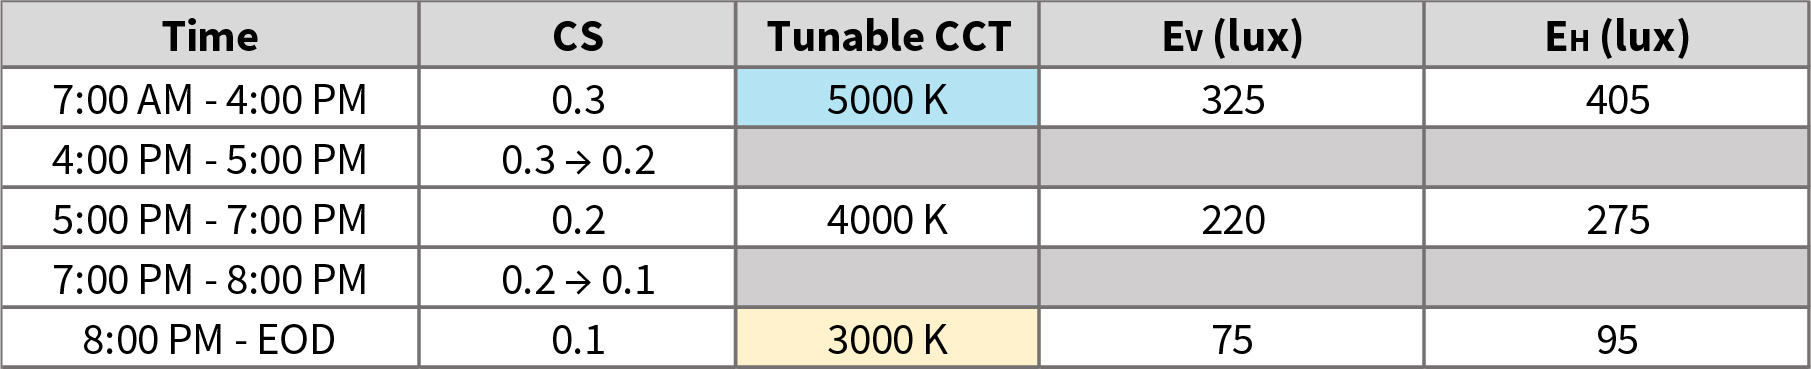 Time CS Tunable CCT Ev (lux) EH (lux)
7:00 AM - 4:00 PM 0.3 5000 K 325 405
4:00 PM - 5:00 PM 0.3 → 0.2
5:00 PM - 7:00 PM 0.2 4000 K 220 275
7:00 PM - 8:00 PM 0.2 → 0.1
8:00 PM - EOD 0.1 3000 K 75 95